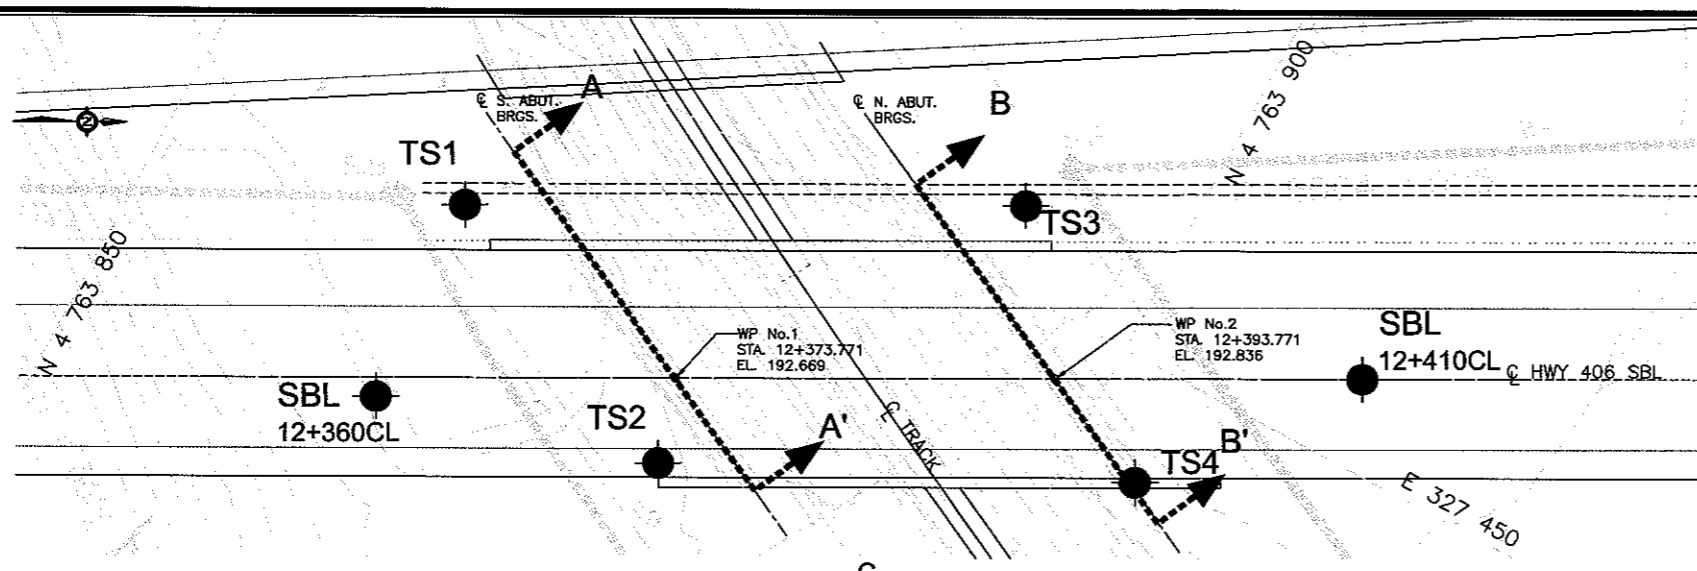 A
℄ S. ABUT.
BRGS.
℄ N. ABUT.
BRGS.
B
N 4 763 900
TS1
TS3
N 4 763 850
WP No.1
STA. 12+373.771
EL. 192.669
WP No.2
STA. 12+393.771
EL. 192.836
SBL
12+410CL
℄ HWY 406 SBL
SBL
12+360CL
TS2
A'
℄ TRACK
TS4
B'
E 327 450